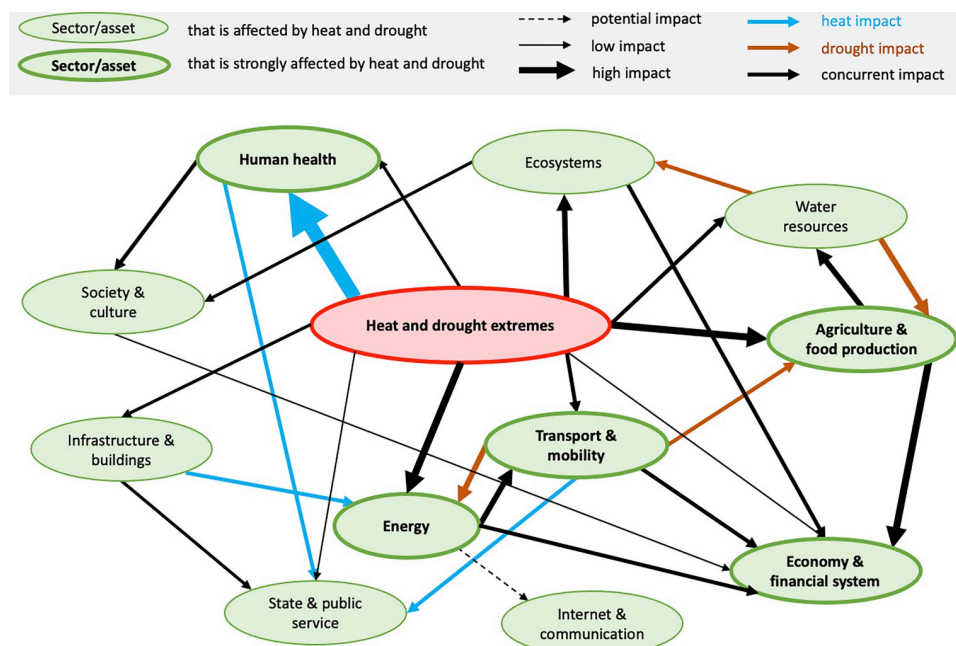 Sector/asset
that is affected by heat and drought
Sector/asset
that is strongly affected by heat and drought
potential impact
low impact
high impact
heat impact
drought impact
concurrent impact
Human health
Ecosystems
Water
resources
Society &
culture
Heat and drought extremes
Agriculture &
food production
Infrastructure &
buildings
Transport &
mobility
Energy
Economy &
financial system
State & public
service
Internet &
communication